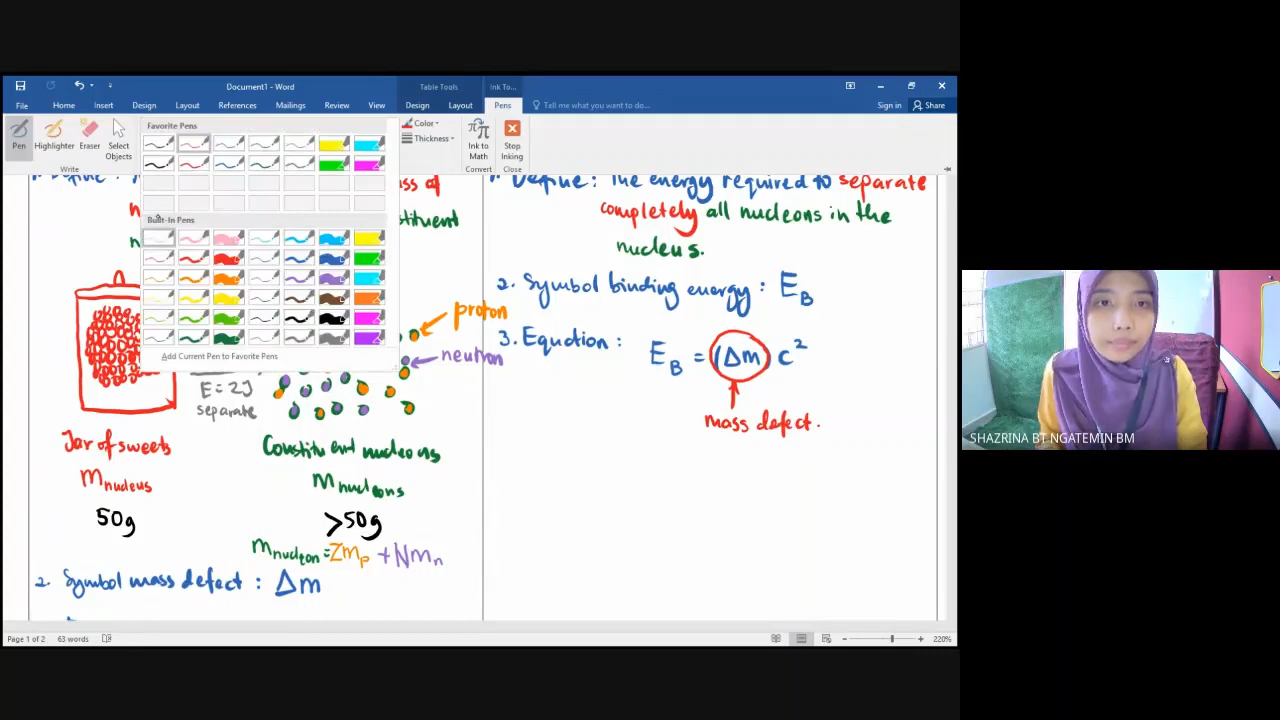 Document1 - Word
Table Tools
Ink To...
File Home Insert Design Layout References Mailings Review View Design Layout Pens Tell me what you want to do... Sign in Share
Pen Highlighter Eraser Select Objects
Write
Favorite Pens
Built-In Pens
Add Current Pen to Favorite Pens
Color
Thickness
Ink to Math
Convert
Stop Inking
Close
ss of
stituent
proton
neutron
E = 2J
separate
Jar of sweets
Constituent nucleons
M nucleus
M nucleons
50g
>50g
m nucleon = Zmp + Nmn
2. Symbol mass defect : Δm
1. Define : The energy required to separate
completely all nucleons in the
nucleus.
2. Symbol binding energy : EB
3. Equation :
EB = (Δm) c²
mass defect.
Page 1 of 2 63 words
220%
SHAZRINA BT NGATEMIN BM